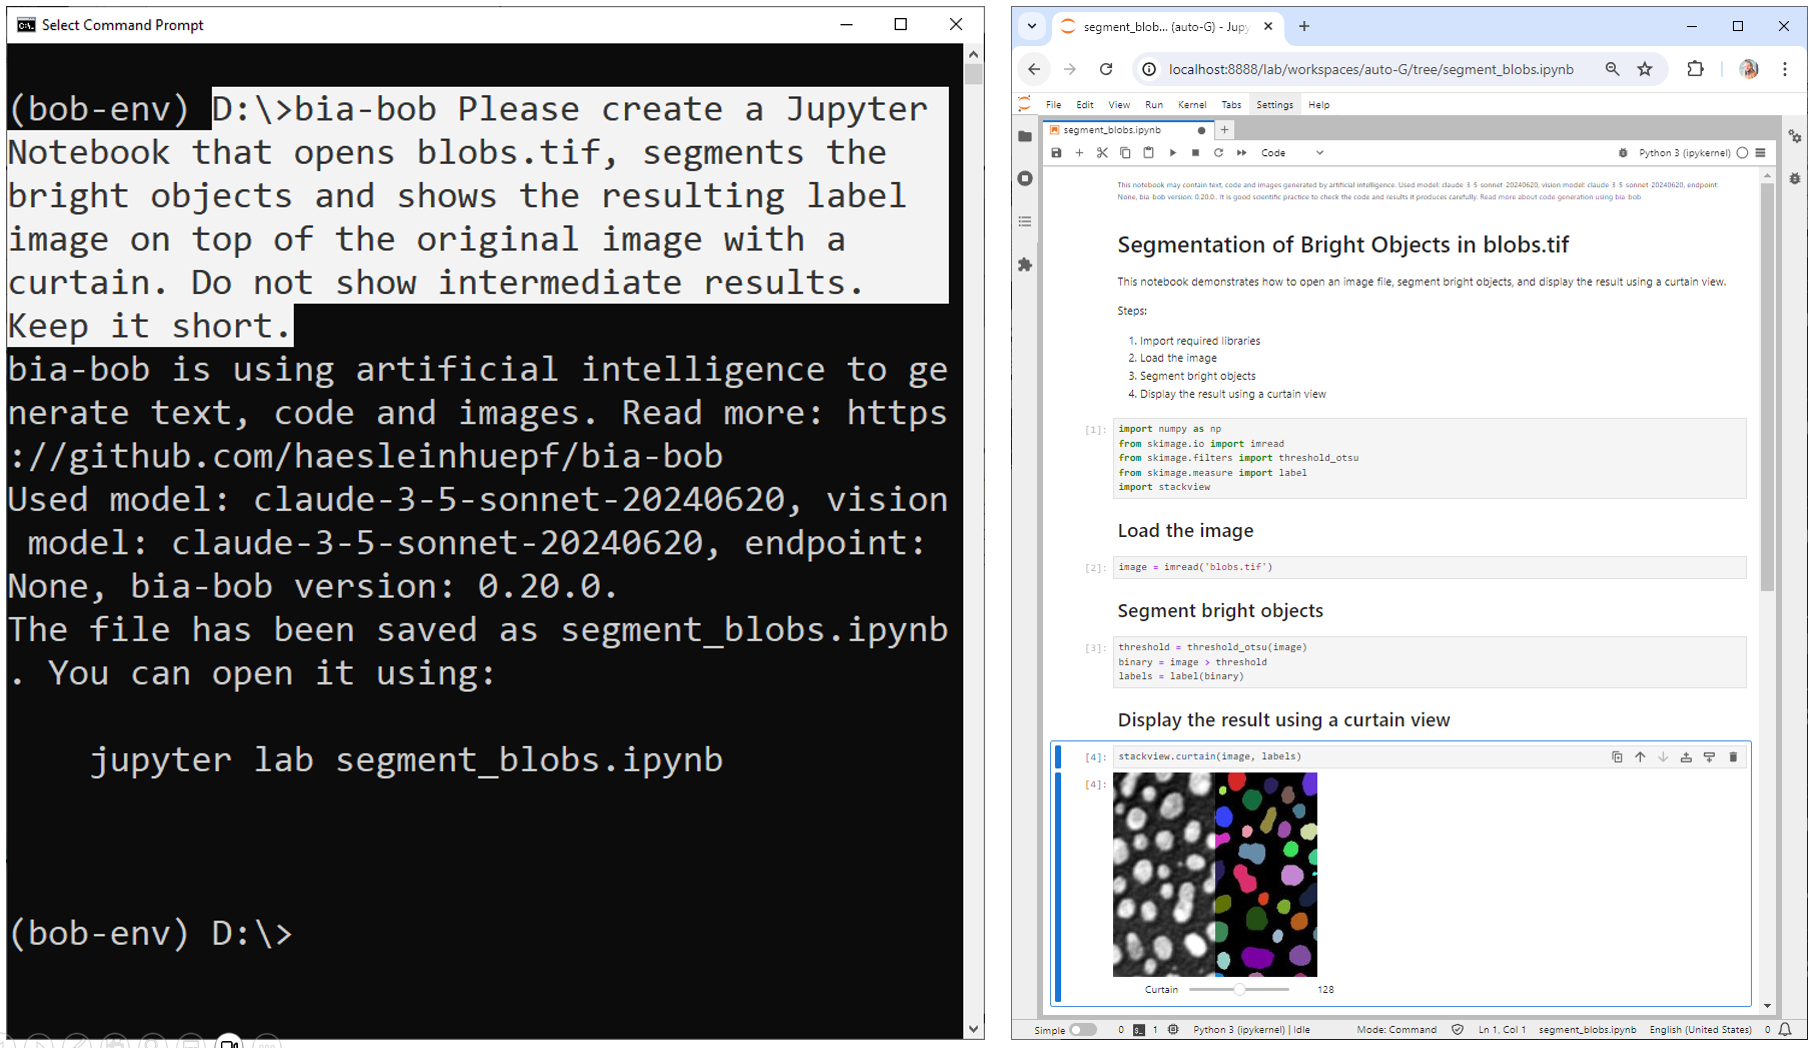 Select Command Prompt
(bob-env) D:\>bia-bob Please create a Jupyter
Notebook that opens blobs.tif, segments the
bright objects and shows the resulting label
image on top of the original image with a
curtain. Do not show intermediate results.
Keep it short.
bia-bob is using artificial intelligence to ge
nerate text, code and images. Read more: https
://github.com/haesleinhuepf/bia-bob
Used model: claude-3-5-sonnet-20240620, vision
model: claude-3-5-sonnet-20240620, endpoint:
None, bia-bob version: 0.20.0.
The file has been saved as segment_blobs.ipynb
. You can open it using:
jupyter lab segment_blobs.ipynb
(bob-env) D:\>
segment_blob... (auto-G) - Jupy
localhost:8888/lab/workspaces/auto-G/tree/segment_blobs.ipynb
File Edit View Run Kernel Tabs Settings Help
segment_blobs.ipynb
Code
Python 3 (ipykernel)
This notebook may contain text, code and images generated by artificial intelligence. Used model: claude-3-5-sonnet-20240620, vision model: claude-3-5-sonnet-20240620, endpoint:
None, bia-bob version: 0.20.0.. It is good scientific practice to check the code and results it produces carefully. Read more about code generation using bia-bob
Segmentation of Bright Objects in blobs.tif
This notebook demonstrates how to open an image file, segment bright objects, and display the result using a curtain view.
Steps:
1. Import required libraries
2. Load the image
3. Segment bright objects
4. Display the result using a curtain view
[1]: import numpy as np
from skimage.io import imread
from skimage.filters import threshold_otsu
from skimage.measure import label
import stackview
Load the image
[2]: image = imread('blobs.tif')
Segment bright objects
[3]: threshold = threshold_otsu(image)
binary = image > threshold
labels = label(binary)
Display the result using a curtain view
[4]: stackview.curtain(image, labels)
[4]:
Curtain 128
Simple 0 1 Python 3 (ipykernel) | Idle Mode: Command Ln 1, Col 1 segment_blobs.ipynb English (United States) 0